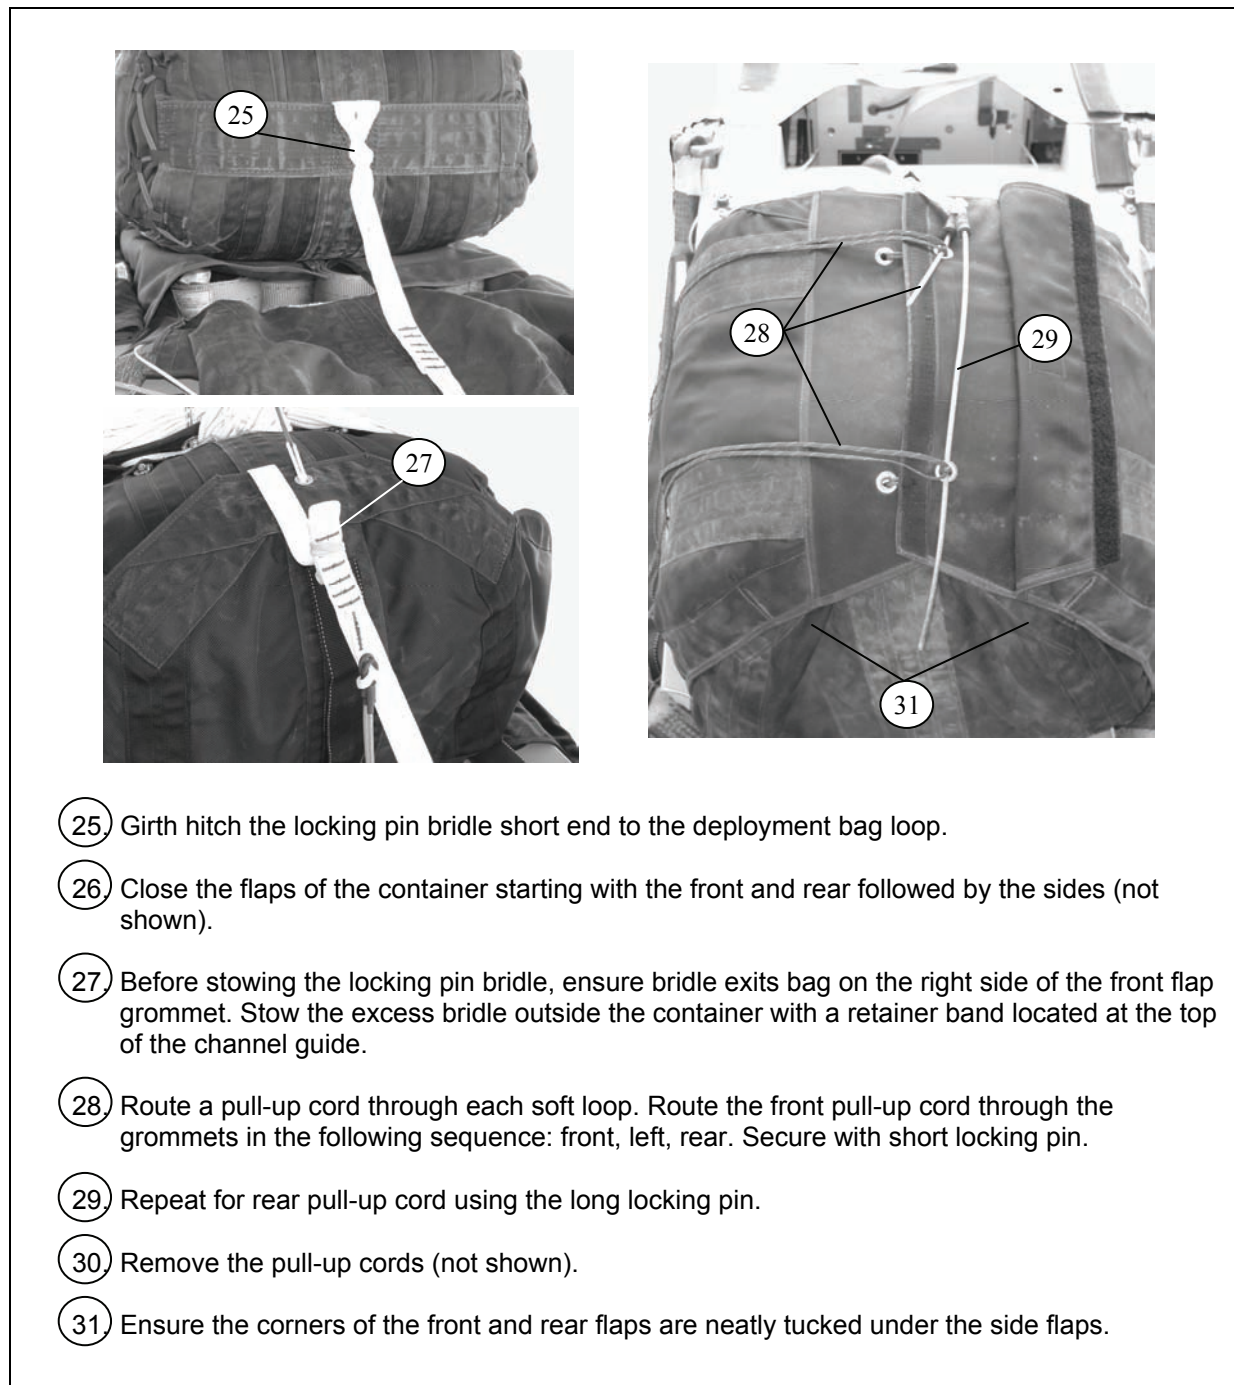 25
27
28
29
31
25. Girth hitch the locking pin bridle short end to the deployment bag loop.
26. Close the flaps of the container starting with the front and rear followed by the sides (not
shown).
27. Before stowing the locking pin bridle, ensure bridle exits bag on the right side of the front flap
grommet. Stow the excess bridle outside the container with a retainer band located at the top
of the channel guide.
28. Route a pull-up cord through each soft loop. Route the front pull-up cord through the
grommets in the following sequence: front, left, rear. Secure with short locking pin.
29. Repeat for rear pull-up cord using the long locking pin.
30. Remove the pull-up cords (not shown).
31. Ensure the corners of the front and rear flaps are neatly tucked under the side flaps.